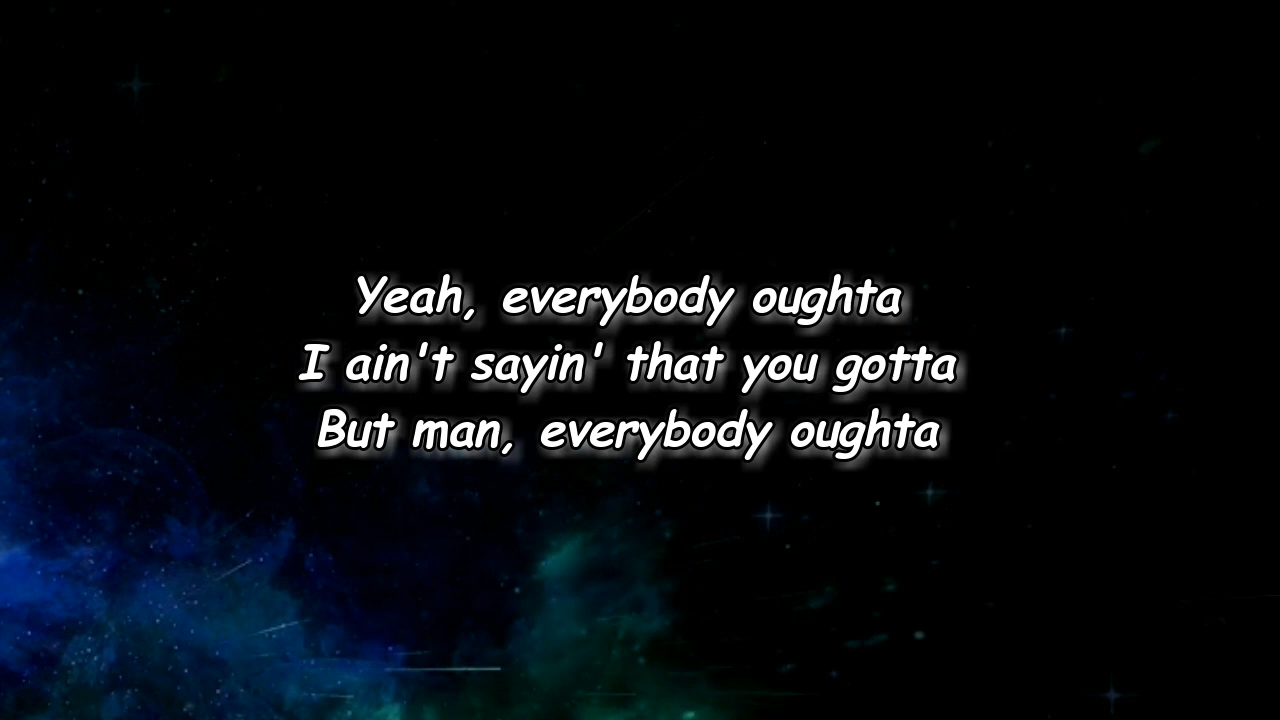 Yeah, everybody oughta
I ain't sayin' that you gotta
But man, everybody oughta